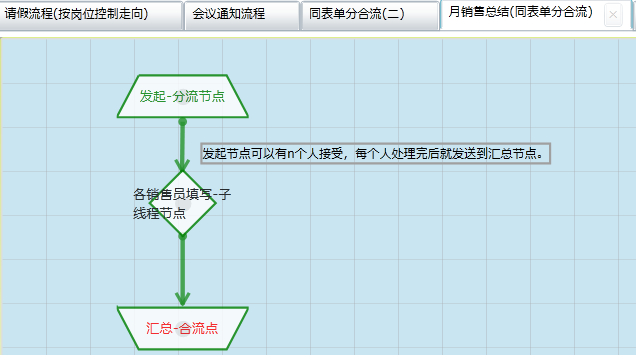 请假流程(按岗位控制走向)
会议通知流程
同表单分合流(二)
月销售总结(同表单分合流)
发起-分流节点
发起节点可以有n个人接受，每个人处理完后就发送到汇总节点。
各销售员填写-子
线程节点
汇总-合流点